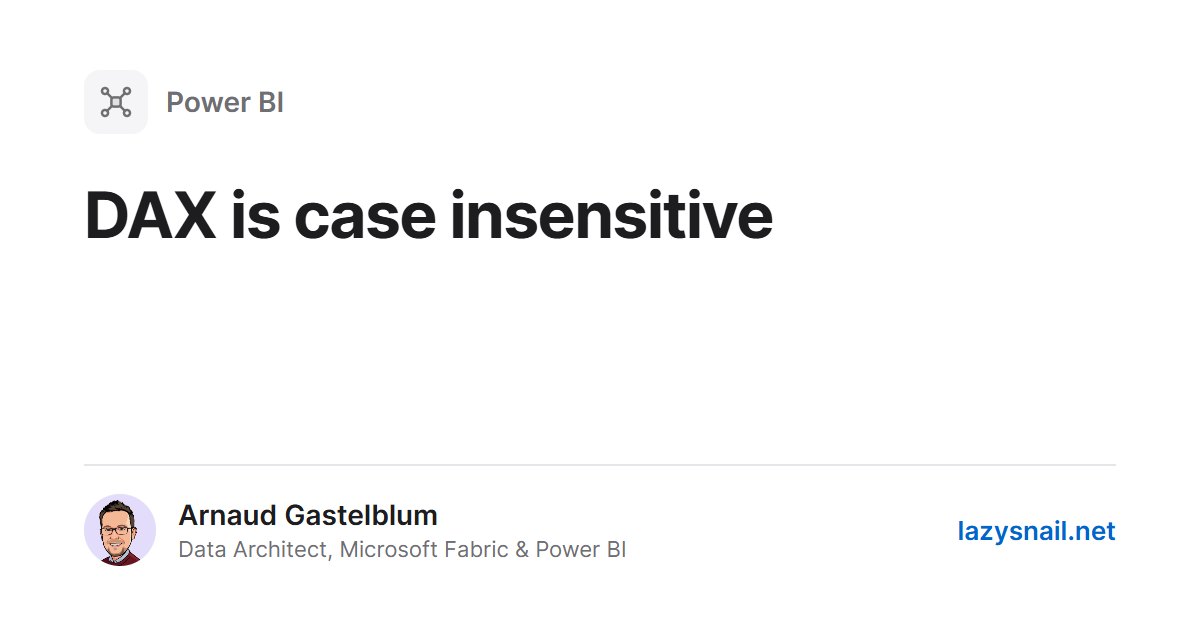 Power BI
DAX is case insensitive
Arnaud Gastelblum
Data Architect, Microsoft Fabric & Power BI
lazysnail.net